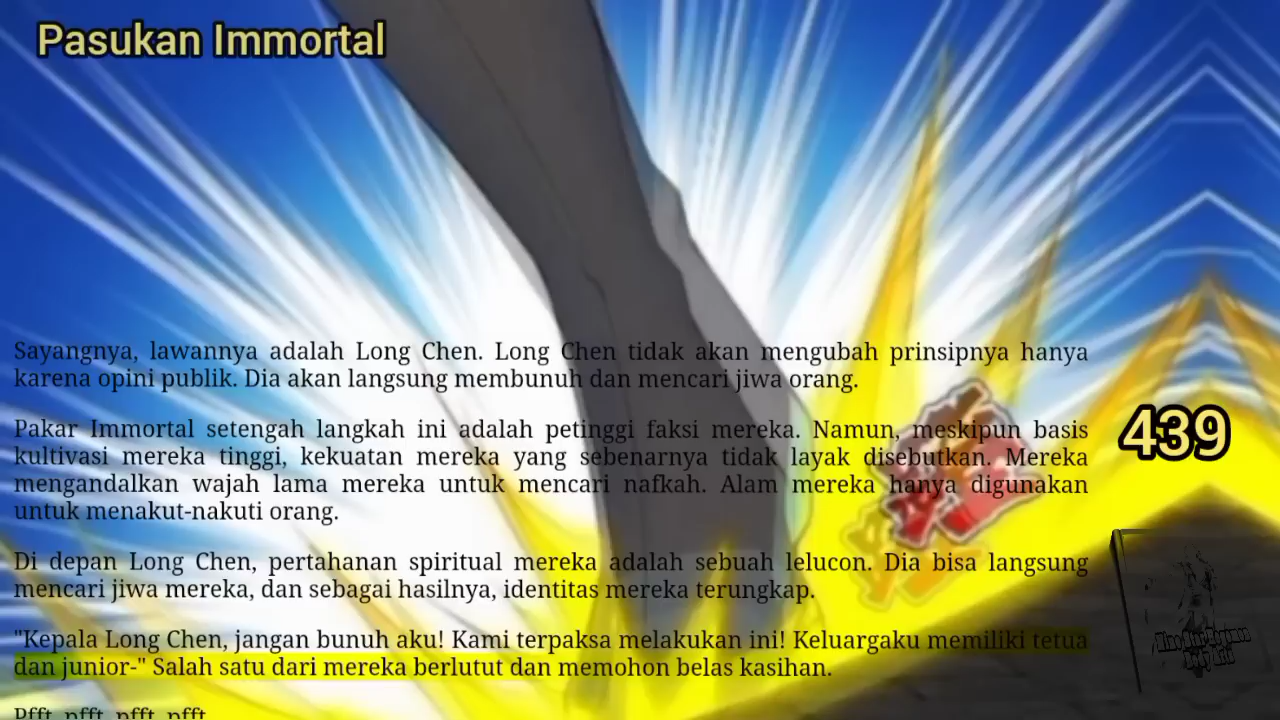 Pasukan Immortal
Sayangnya, lawannya adalah Long Chen. Long Chen tidak akan mengubah prinsipnya hanya
karena opini publik. Dia akan langsung membunuh dan mencari jiwa orang.
Pakar Immortal setengah langkah ini adalah petinggi faksi mereka. Namun, meskipun basis
kultivasi mereka tinggi, kekuatan mereka yang sebenarnya tidak layak disebutkan. Mereka
mengandalkan wajah lama mereka untuk mencari nafkah. Alam mereka hanya digunakan
untuk menakut-nakuti orang.
439
Di depan Long Chen, pertahanan spiritual mereka adalah sebuah lelucon. Dia bisa langsung
mencari jiwa mereka, dan sebagai hasilnya, identitas mereka terungkap.
"Kepala Long Chen, jangan bunuh aku! Kami terpaksa melakukan ini! Keluargaku memiliki tetua
dan junior-" Salah satu dari mereka berlutut dan memohon belas kasihan.
Pfft, pfft, pfft, pfft